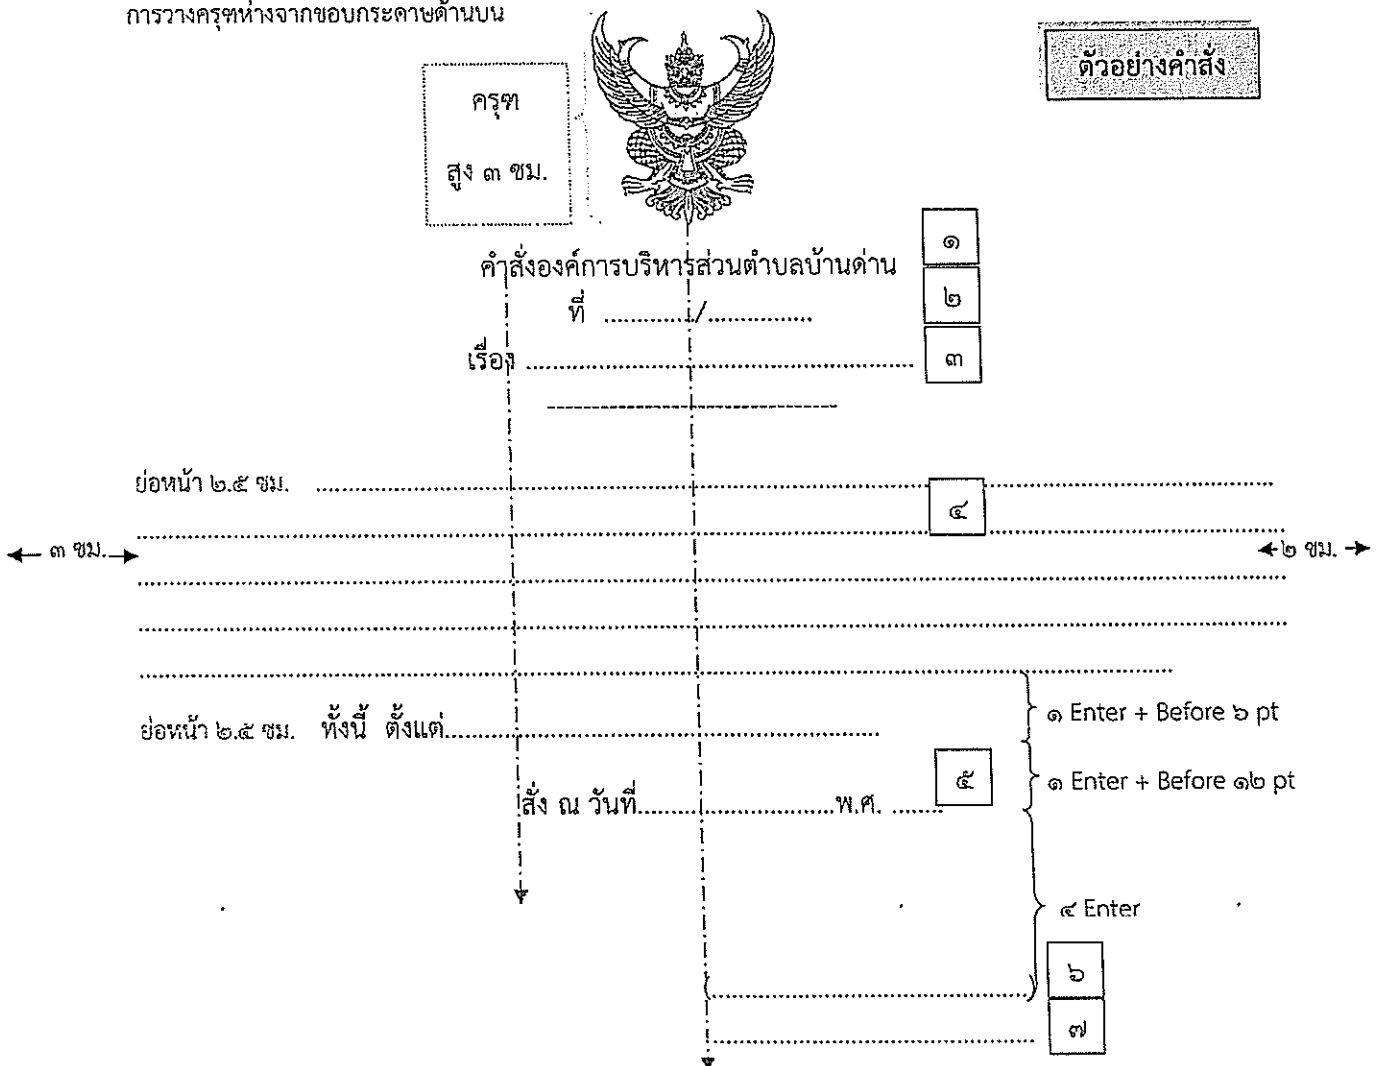 การวางครุฑห่างจากขอบกระดาษด้านบน
ตัวอย่างคำสั่ง
ครุฑ
สูง ๓ ซม.
คำสั่งองค์การบริหารส่วนตำบลบ้านด่าน
๑
ที่ ............/..............
๒
เรื่อง ....................................................
๓
----------------------------------------
ย่อหน้า ๒.๕ ซม. ....................................................
๔
๓ ซม.
๒ ซม.
ย่อหน้า ๒.๕ ซม. ทั้งนี้ ตั้งแต่....................................................
๑ Enter + Before ๖ pt
๕
๑ Enter + Before ๑๒ pt
สั่ง ณ วันที่..........................พ.ศ. .......
๔ Enter
(..........................................)
๖
..........................................
๗